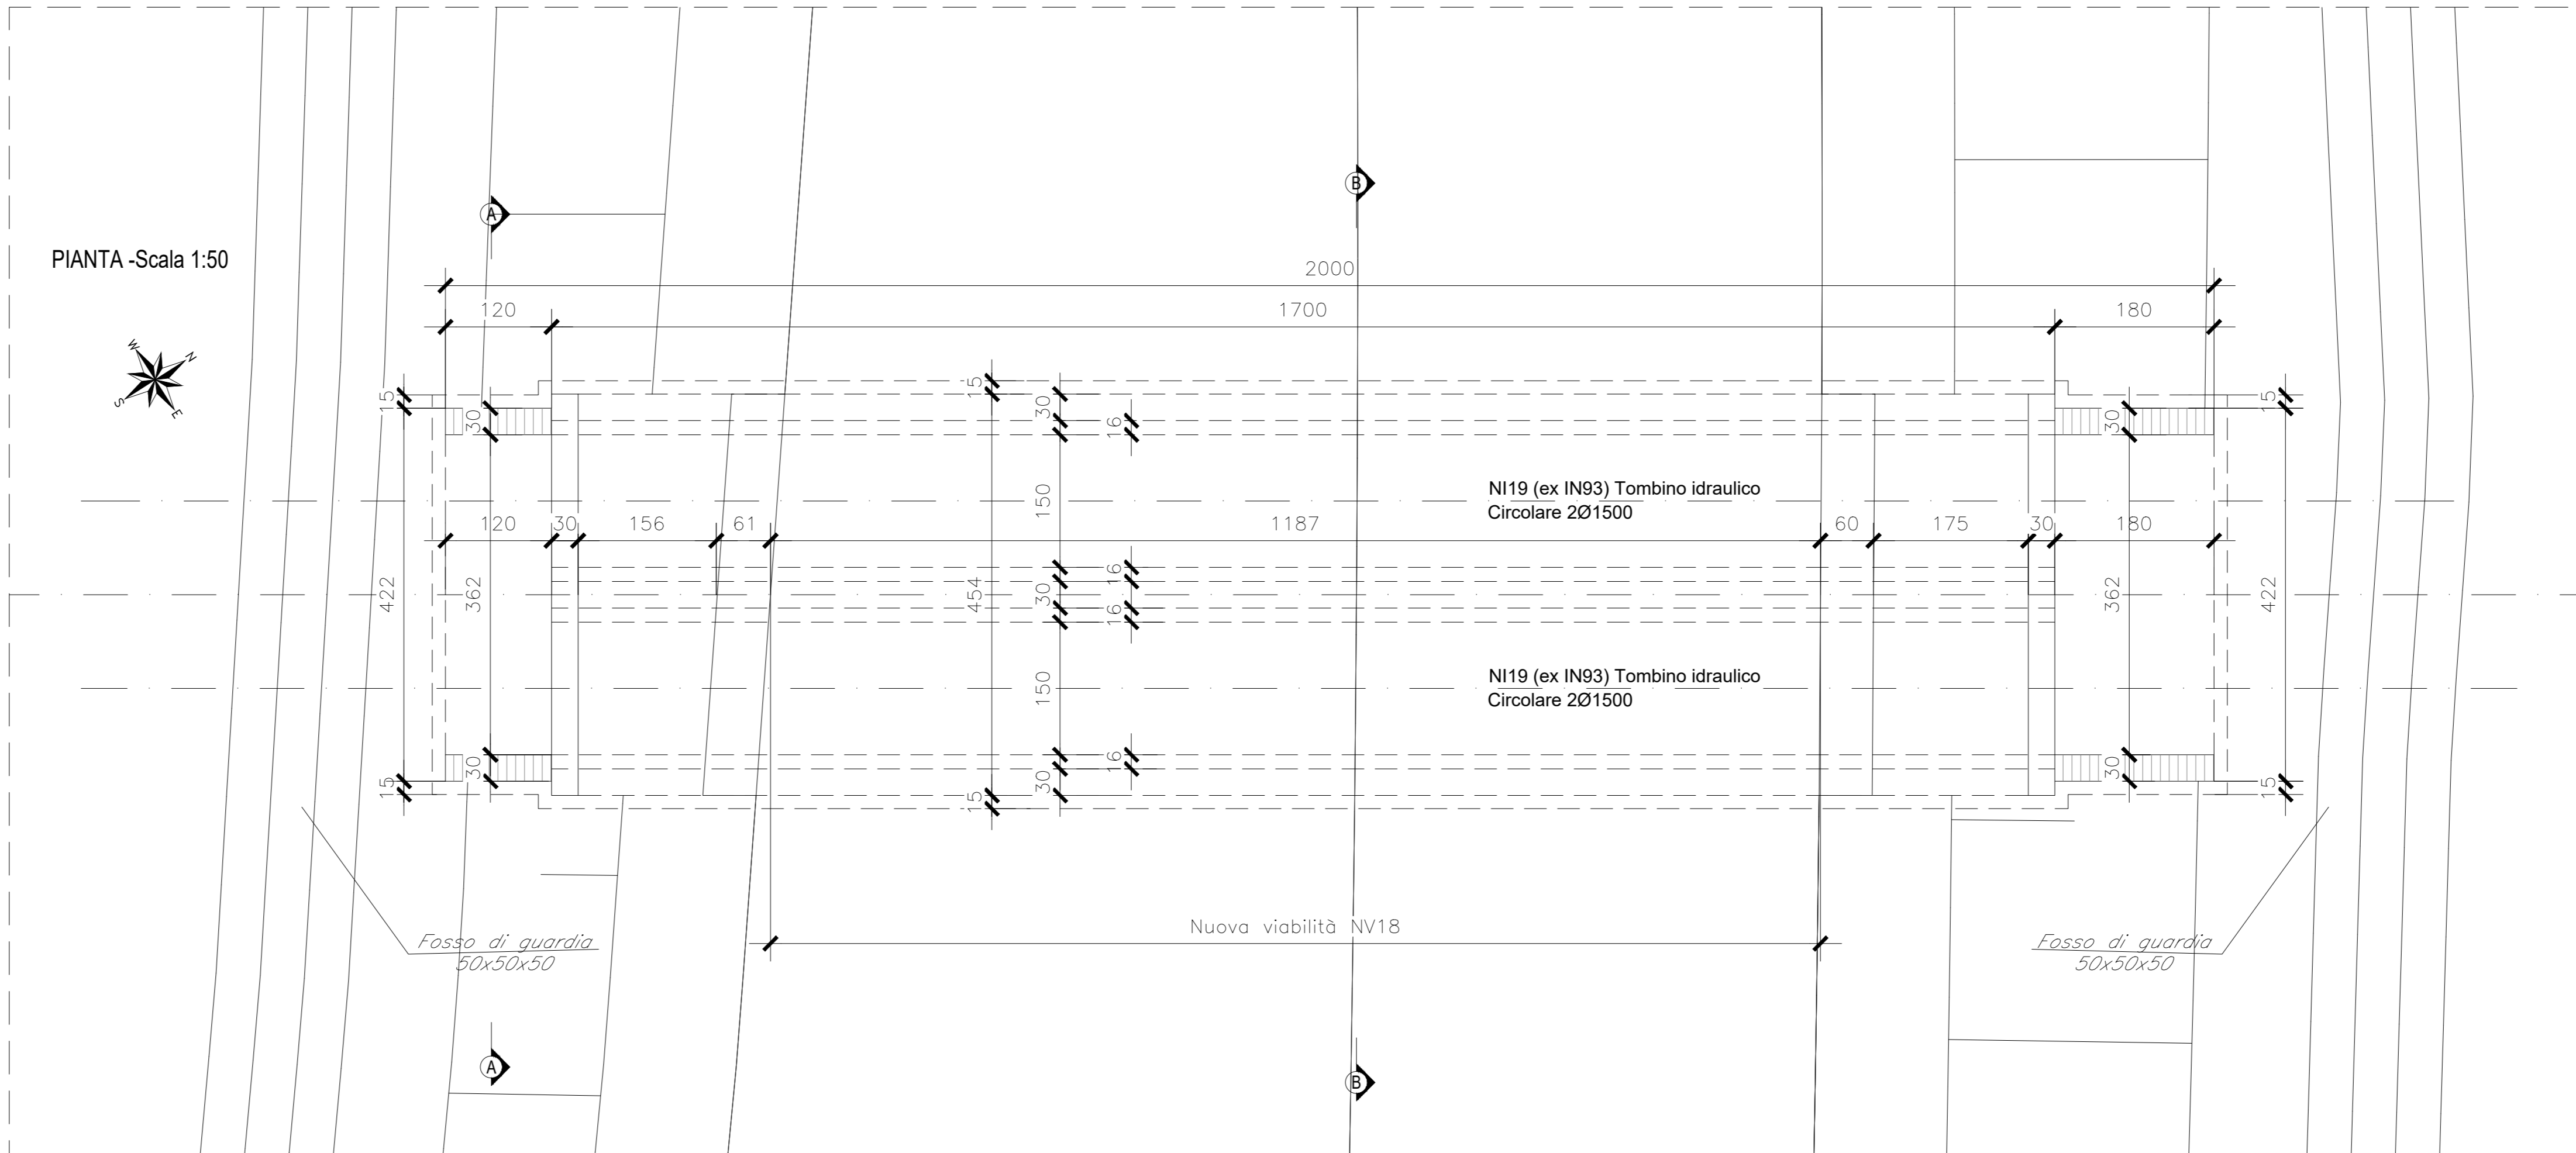 PIANTA -Scala 1:50
W
N
S
E
A
B
2000
120
1700
180
15
30
15
30
16
30
15
150
NI19 (ex IN93) Tombino idraulico
Circolare 2Ø1500
120
30
156
61
1187
60
175
30
180
422
362
454
16
30
16
362
422
150
NI19 (ex IN93) Tombino idraulico
Circolare 2Ø1500
15
30
15
30
16
30
15
Nuova viabilità NV18
Fosso di guardia
50x50x50
Fosso di guardia
50x50x50
A
B